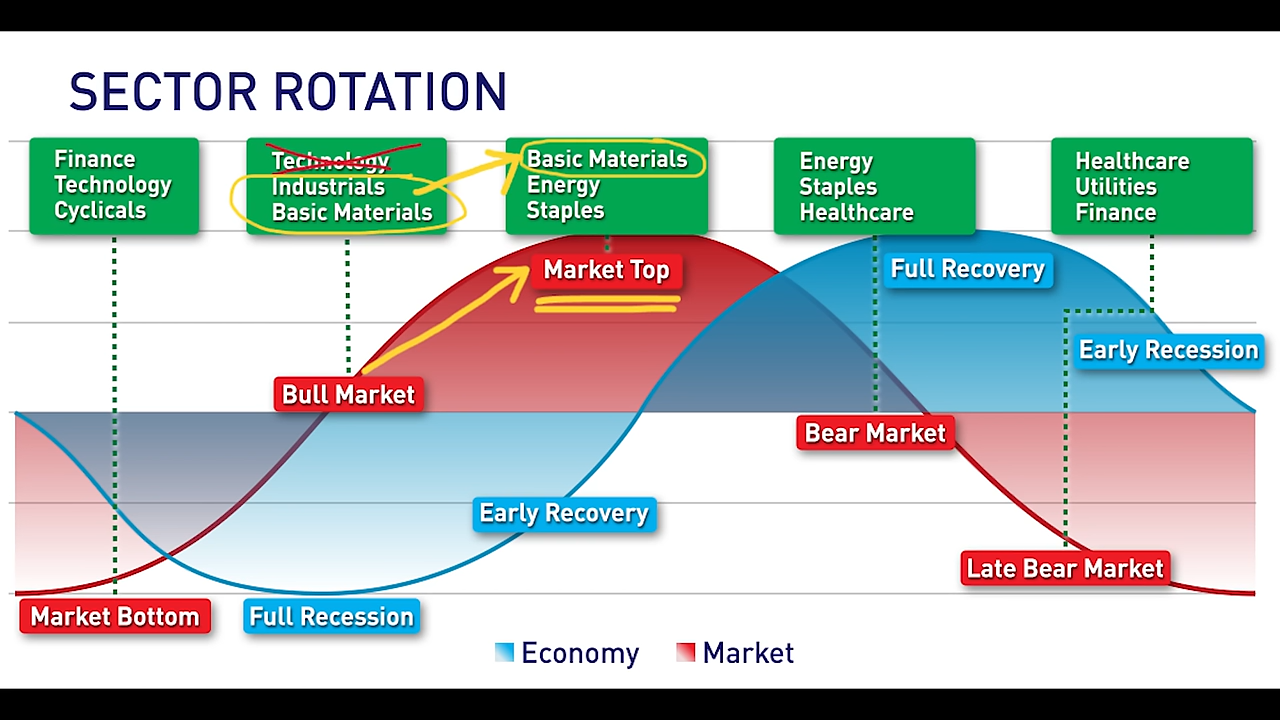 SECTOR ROTATION
Finance
Technology
Cyclicals
Technology
Industrials
Basic Materials
Basic Materials
Energy
Staples
Energy
Staples
Healthcare
Healthcare
Utilities
Finance
Market Top
Full Recovery
Early Recession
Bull Market
Bear Market
Early Recovery
Late Bear Market
Market Bottom
Full Recession
Economy
Market